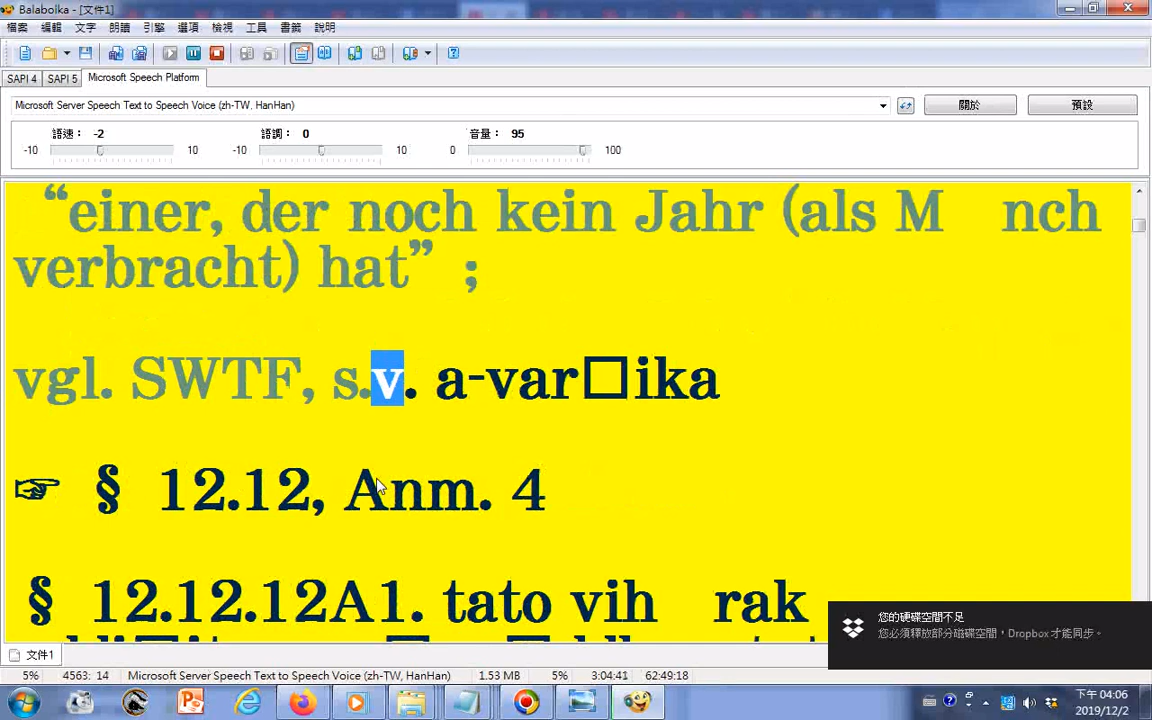 Balabolka - [文件1]
檔案 編輯 文字 朗讀 引擎 選項 檢視 工具 書籤 說明
SAPI 4 SAPI 5 Microsoft Speech Platform
Microsoft Server Speech Text to Speech Voice (zh-TW, HanHan) 關於 預設
語速： -2 語調： 0 音量： 95
-10 10 -10 10 0 100
“einer, der noch kein Jahr (als M nch
verbracht) hat” ;
vgl. SWTF, s.v. a-var□ika
☞ § 12.12, Anm. 4
§ 12.12.12A1. tato vih rak
您的硬碟空間不足
您必須釋放部分磁碟空間，Dropbox 才能同步。
文件1
5% 4563: 14 Microsoft Server Speech Text to Speech Voice (zh-TW, HanHan) 1.53 MB 5% 3:04:41 62:49:18
下午 04:06
2019/12/2